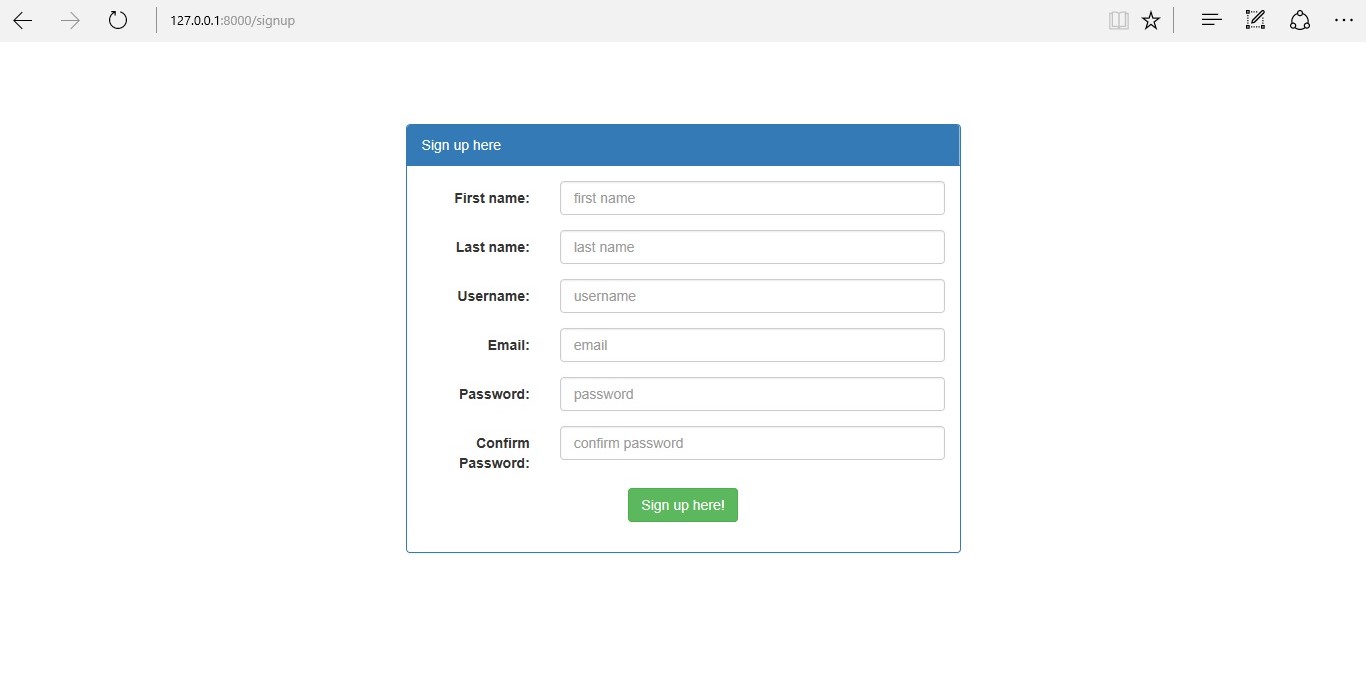 127.0.0.1:8000/signup
Sign up here
First name:
first name
Last name:
last name
Username:
username
Email:
email
Password:
password
Confirm
Password:
confirm password
Sign up here!